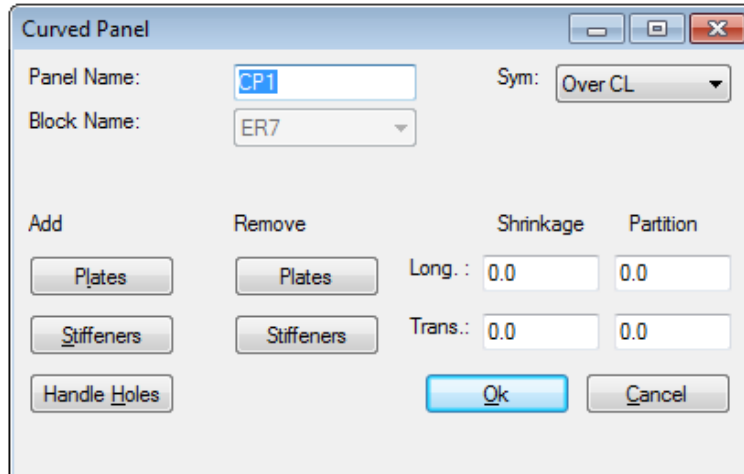 Curved Panel
Panel Name: CP1 Sym: Over CL
Block Name: ER7
Add Remove Shrinkage Partition
Plates Plates Long. : 0.0 0.0
Stiffeners Stiffeners Trans.: 0.0 0.0
Handle Holes Ok Cancel